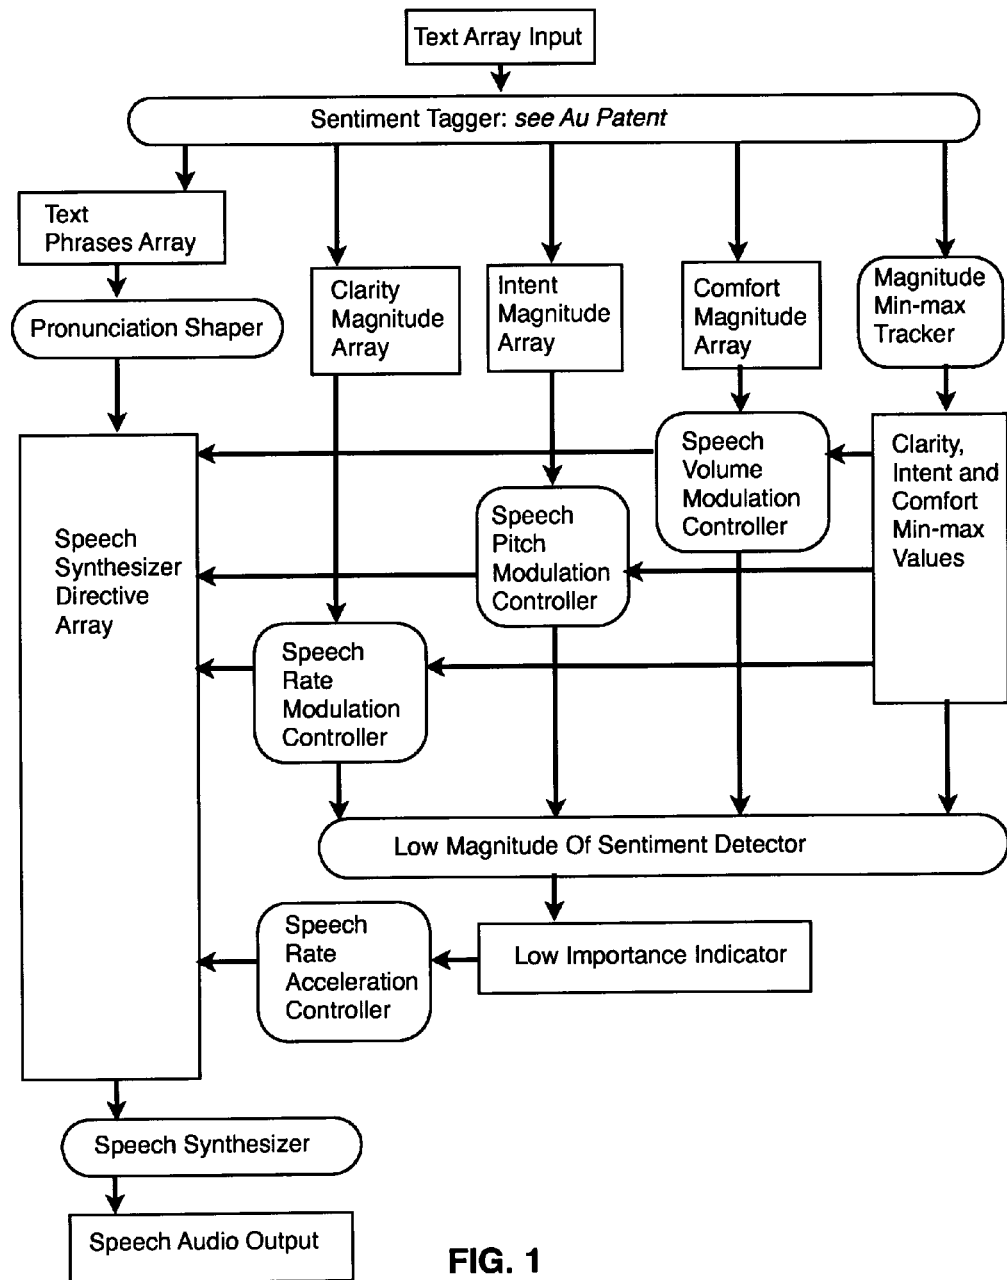 Text Array Input
Sentiment Tagger: see Au Patent
Text
Phrases Array
Clarity
Magnitude
Array
Intent
Magnitude
Array
Comfort
Magnitude
Array
Magnitude
Min-max
Tracker
Pronunciation Shaper
Speech
Synthesizer
Directive
Array
Speech
Volume
Modulation
Controller
Clarity,
Intent and
Comfort
Min-max
Values
Speech
Pitch
Modulation
Controller
Speech
Rate
Modulation
Controller
Low Magnitude Of Sentiment Detector
Speech
Rate
Acceleration
Controller
Low Importance Indicator
Speech Synthesizer
Speech Audio Output
FIG. 1